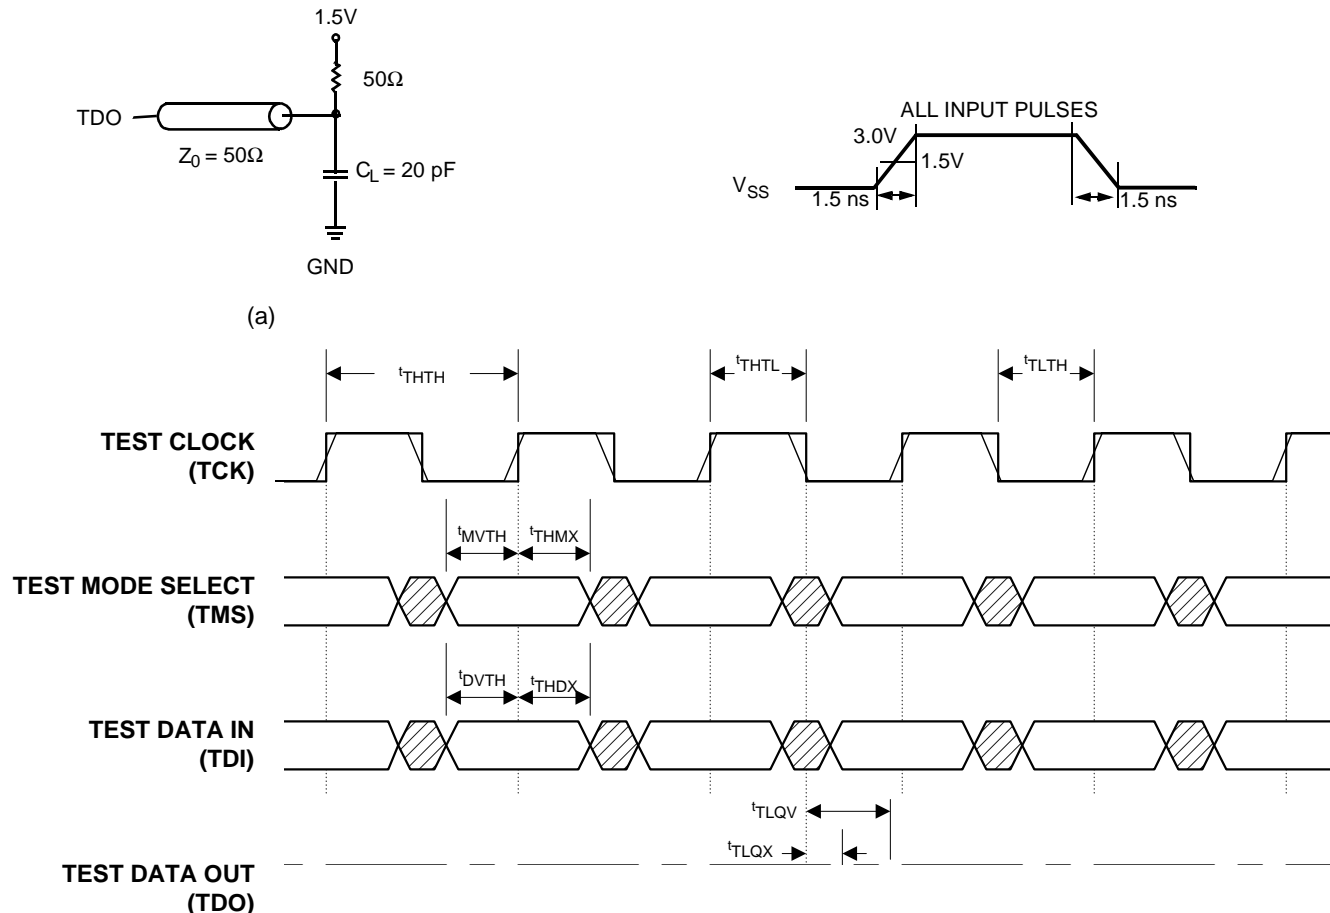 1.5V
50Ω
TDO
Z0 = 50Ω
CL = 20 pF
GND
(a)
ALL INPUT PULSES
3.0V
1.5V
VSS
1.5 ns
1.5 ns
tTHTH
tTHTL
tTLTH
TEST CLOCK
(TCK)
tMVTH
tTHMX
TEST MODE SELECT
(TMS)
tDVTH
tTHDX
TEST DATA IN
(TDI)
tTLQV
tTLQX
TEST DATA OUT
(TDO)